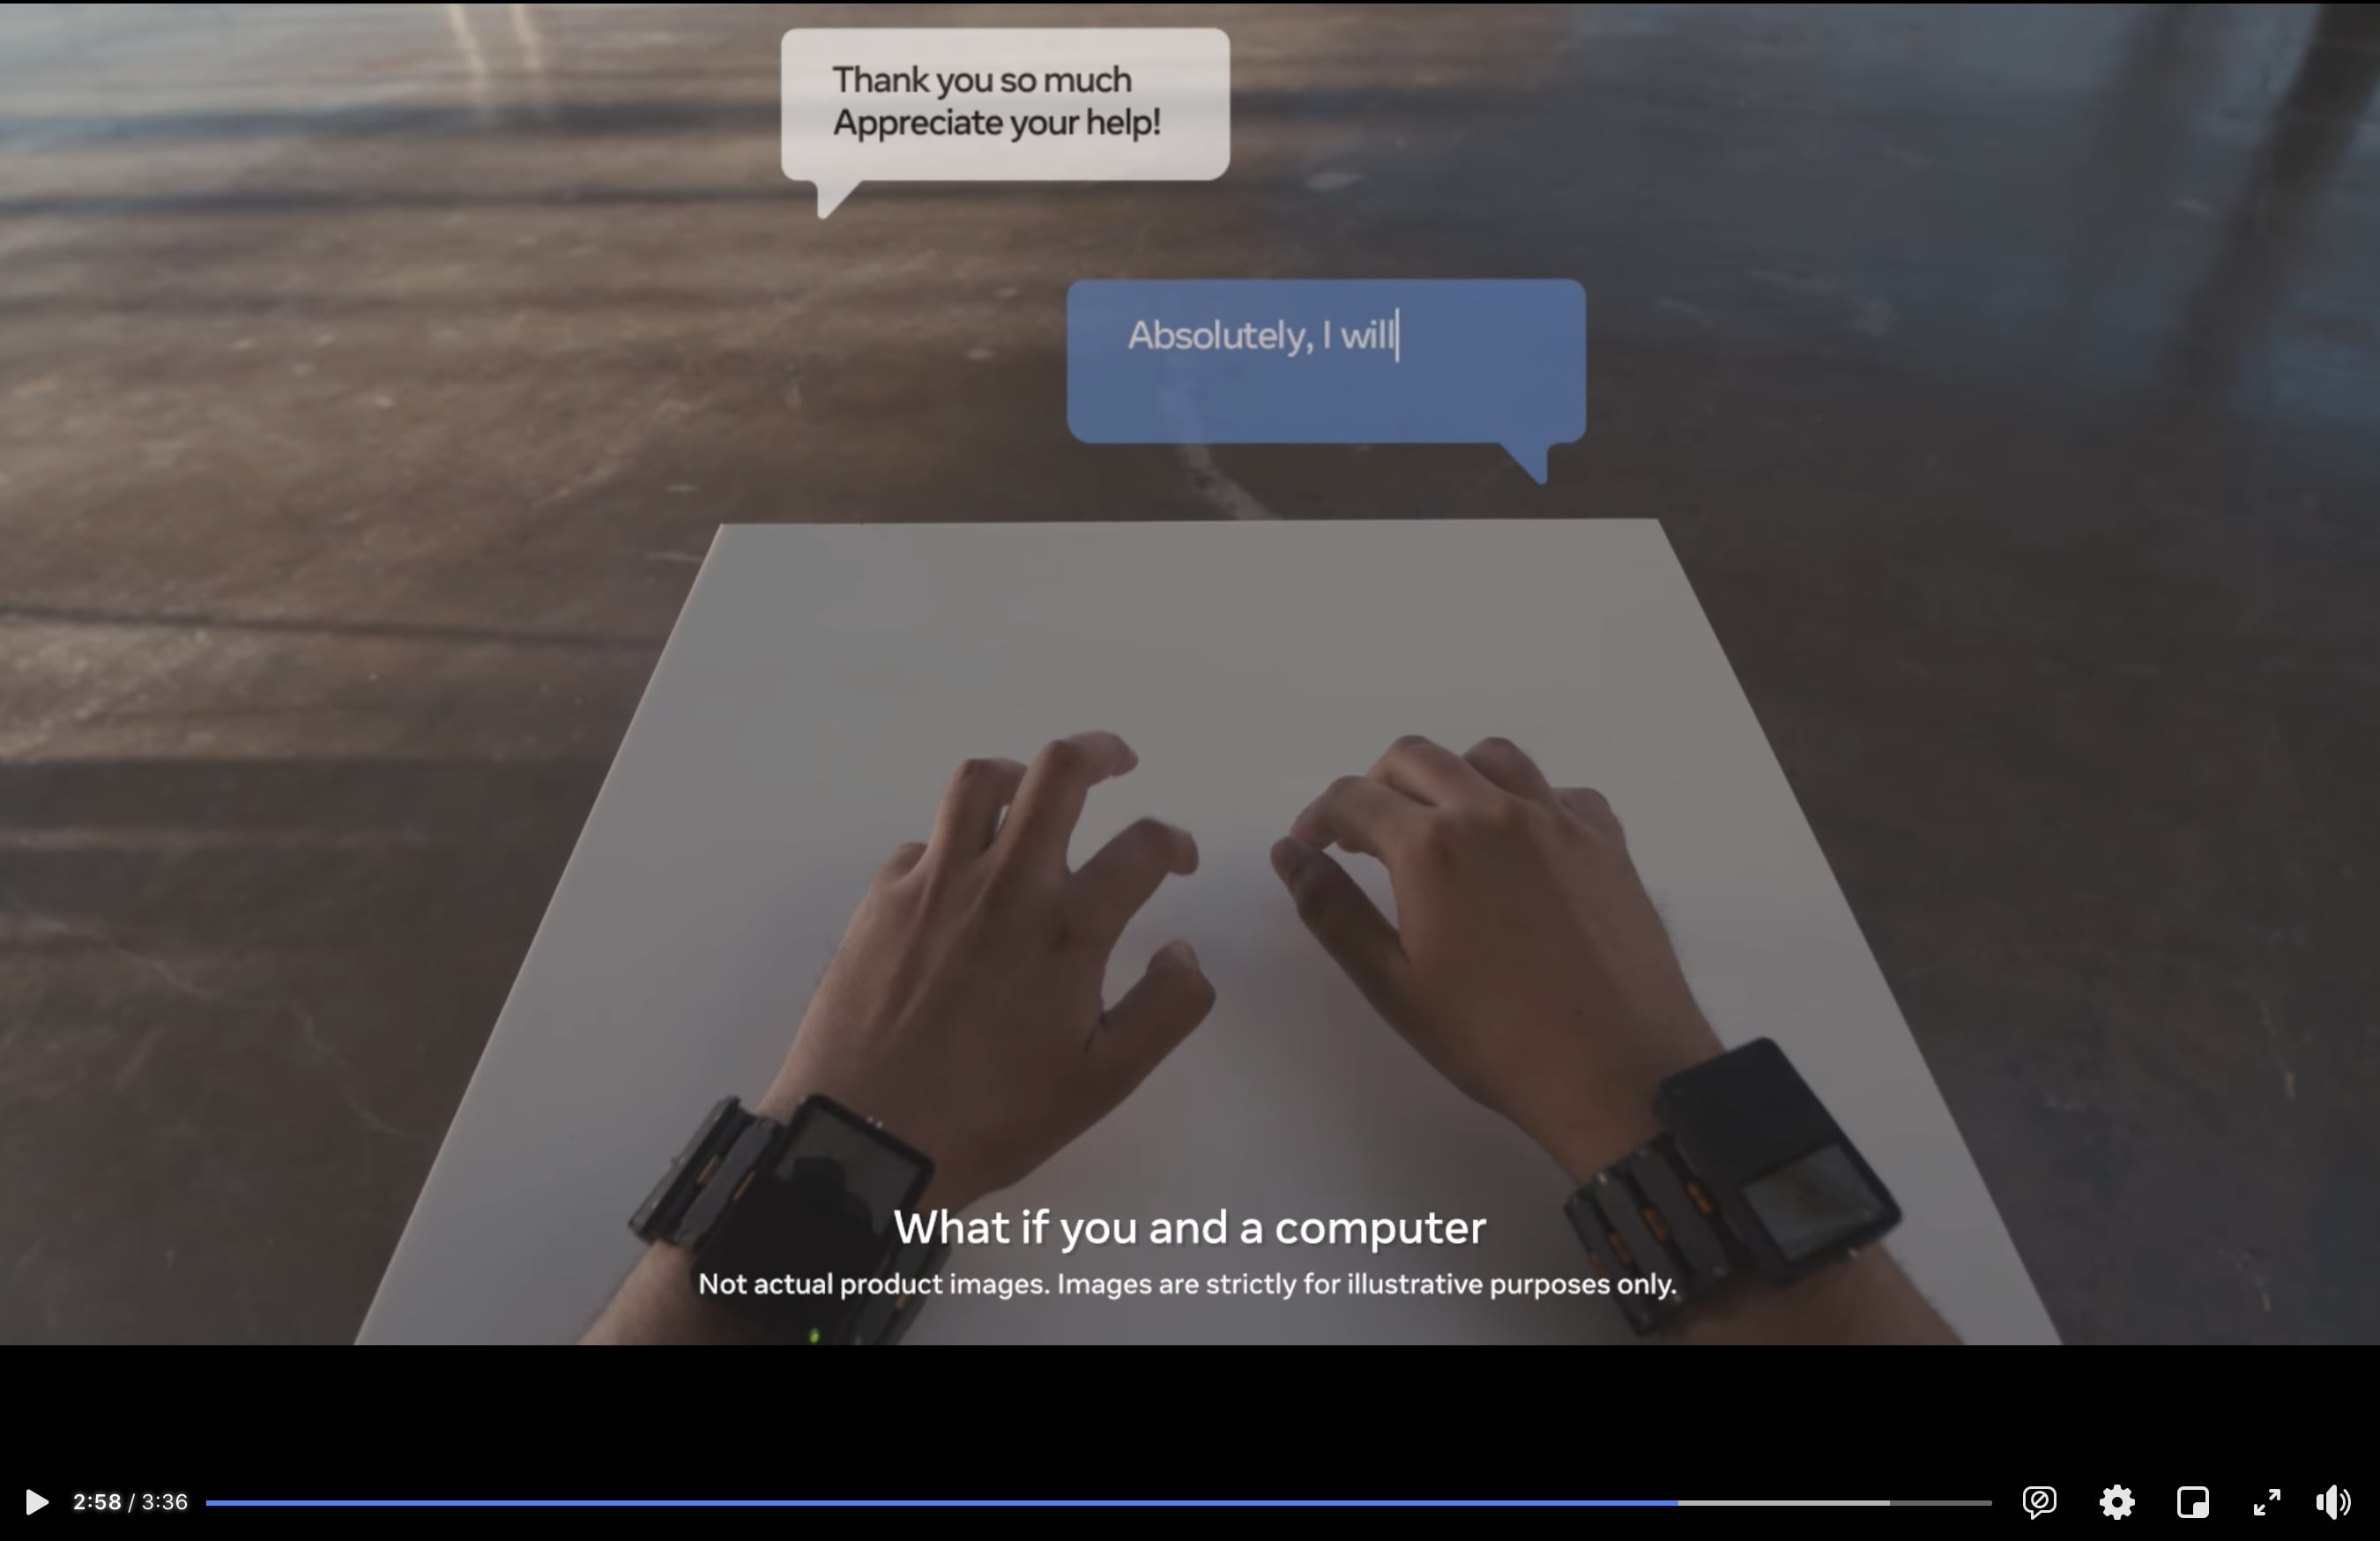 Thank you so much
Appreciate your help!
Absolutely, I will
What if you and a computer
Not actual product images. Images are strictly for illustrative purposes only.
2:58 / 3:36